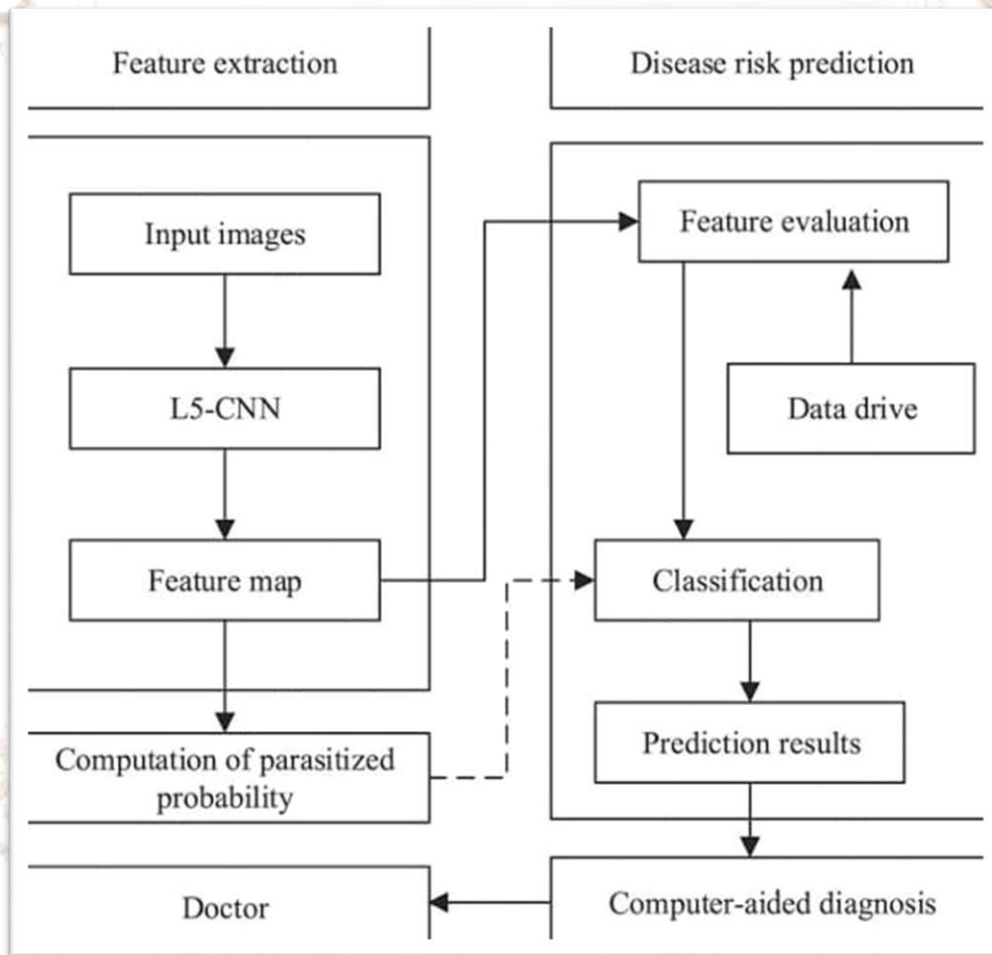 Feature extraction
Disease risk prediction
Input images
L5-CNN
Feature map
Computation of parasitized
probability
Doctor
Feature evaluation
Data drive
Classification
Prediction results
Computer-aided diagnosis